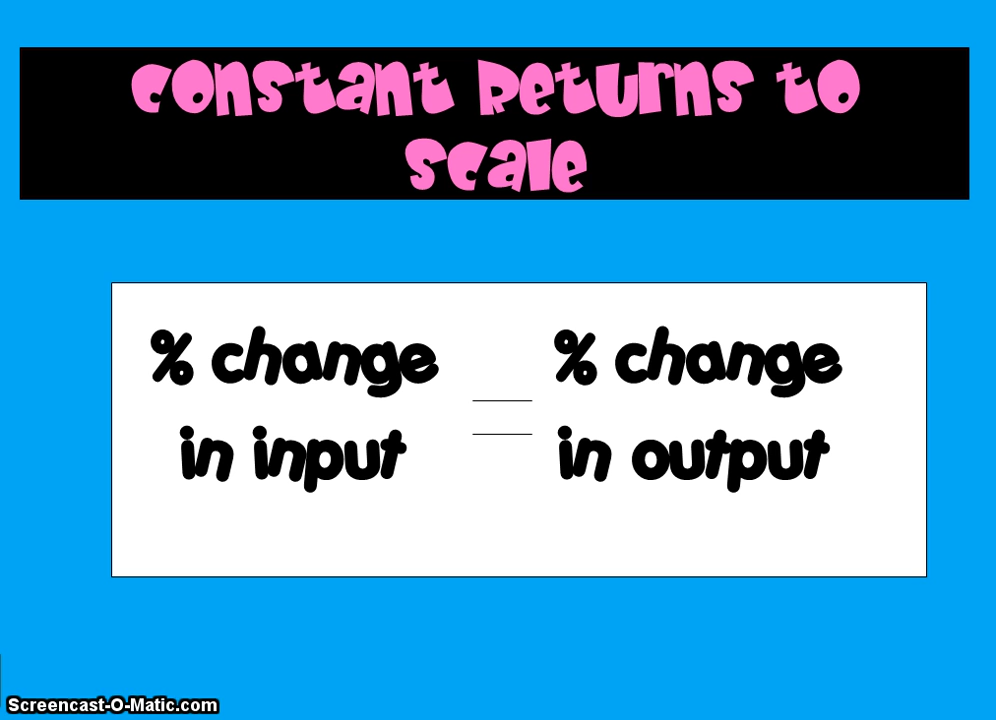 Constant Returns to
Scale
% change
in input
=
% change
in output
Screencast-O-Matic.com